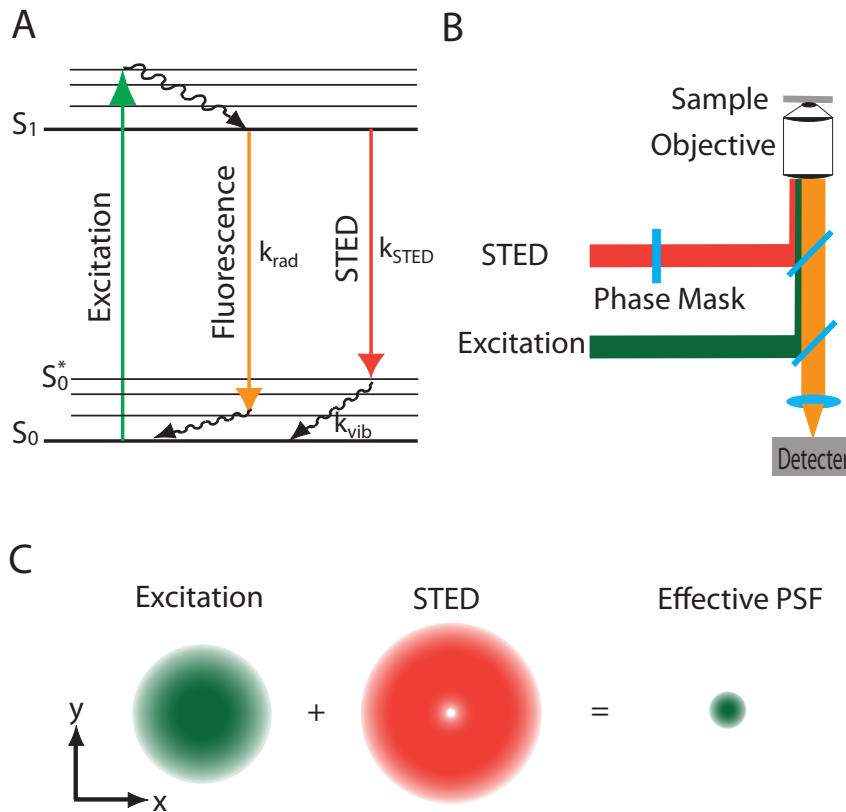 A
S1
Excitation
Fluorescence
krad
STED
kSTED
S0*
S0
kvib
B
Sample
Objective
STED
Phase Mask
Excitation
Detecter
C
Excitation
STED
Effective PSF
y
x
+
=